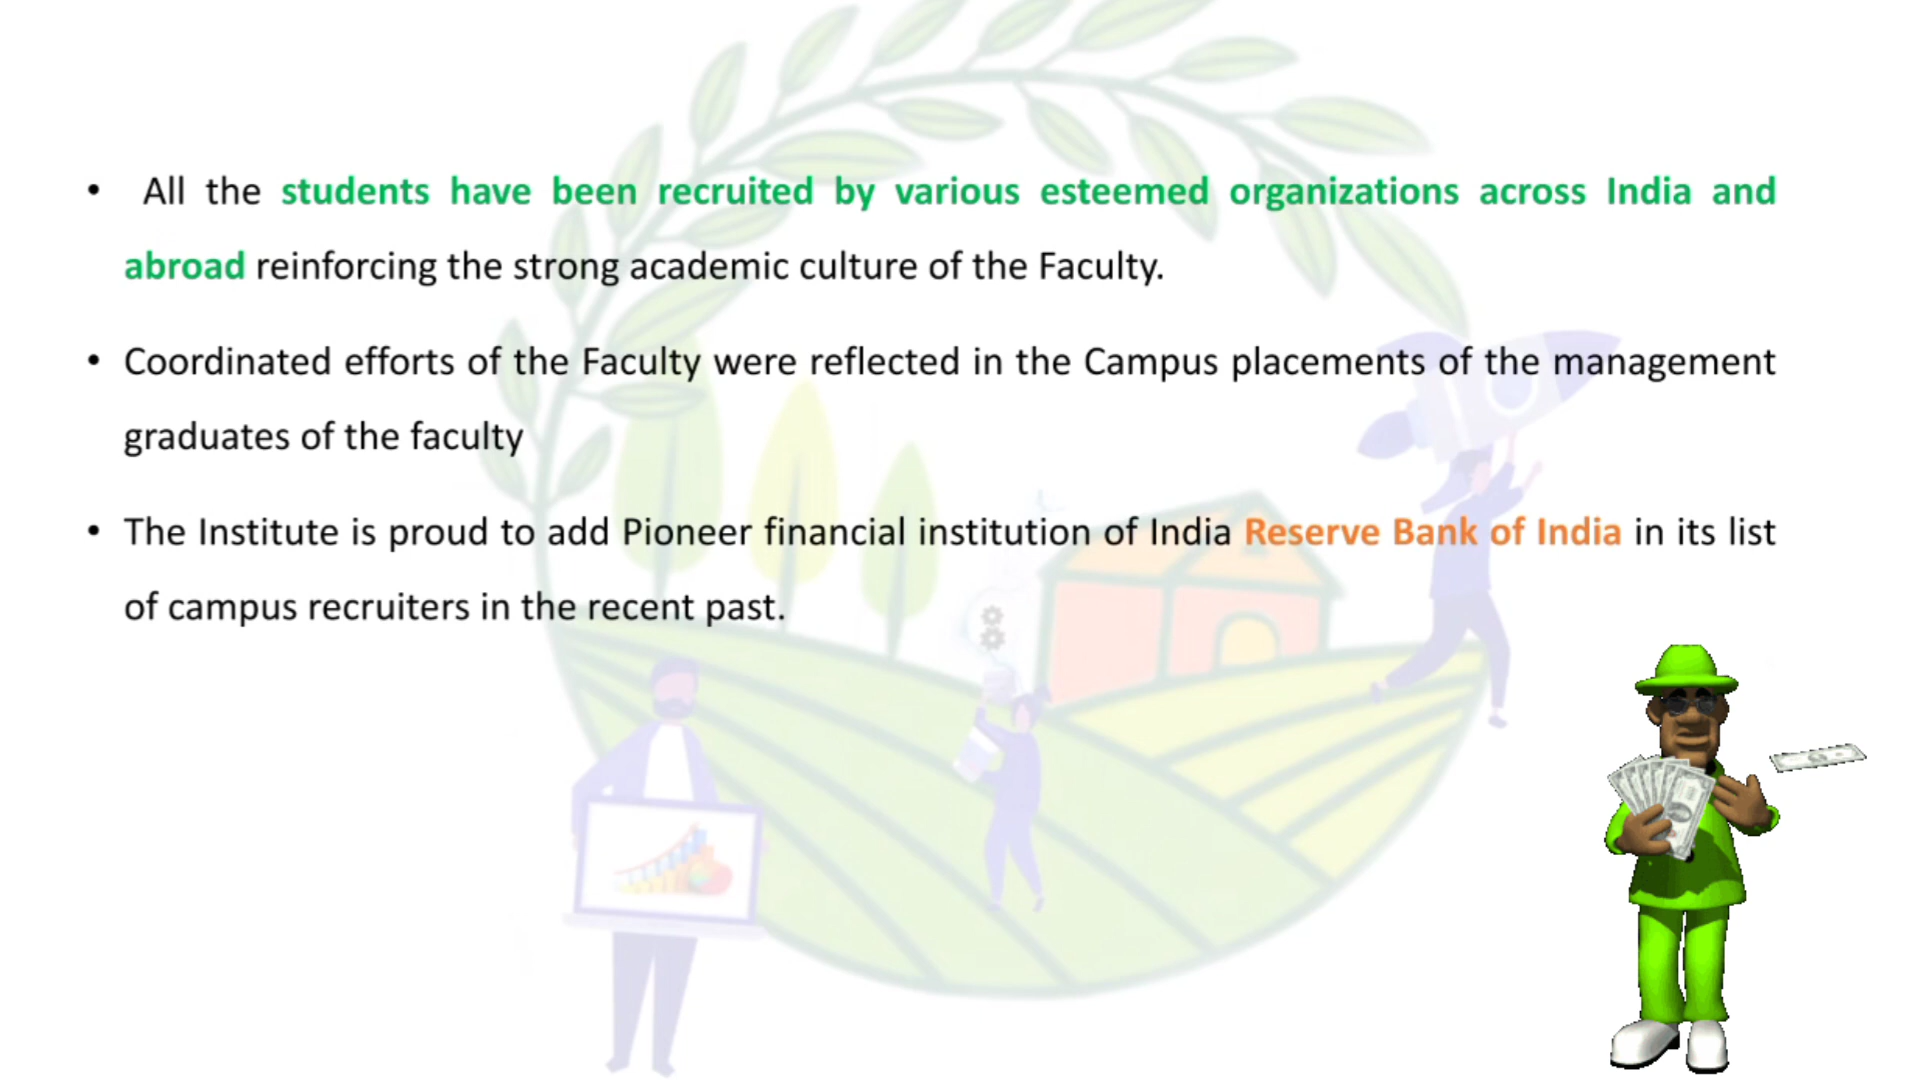 • All the students have been recruited by various esteemed organizations across India and
abroad reinforcing the strong academic culture of the Faculty.
• Coordinated efforts of the Faculty were reflected in the Campus placements of the management
graduates of the faculty
• The Institute is proud to add Pioneer financial institution of India Reserve Bank of India in its list
of campus recruiters in the recent past.